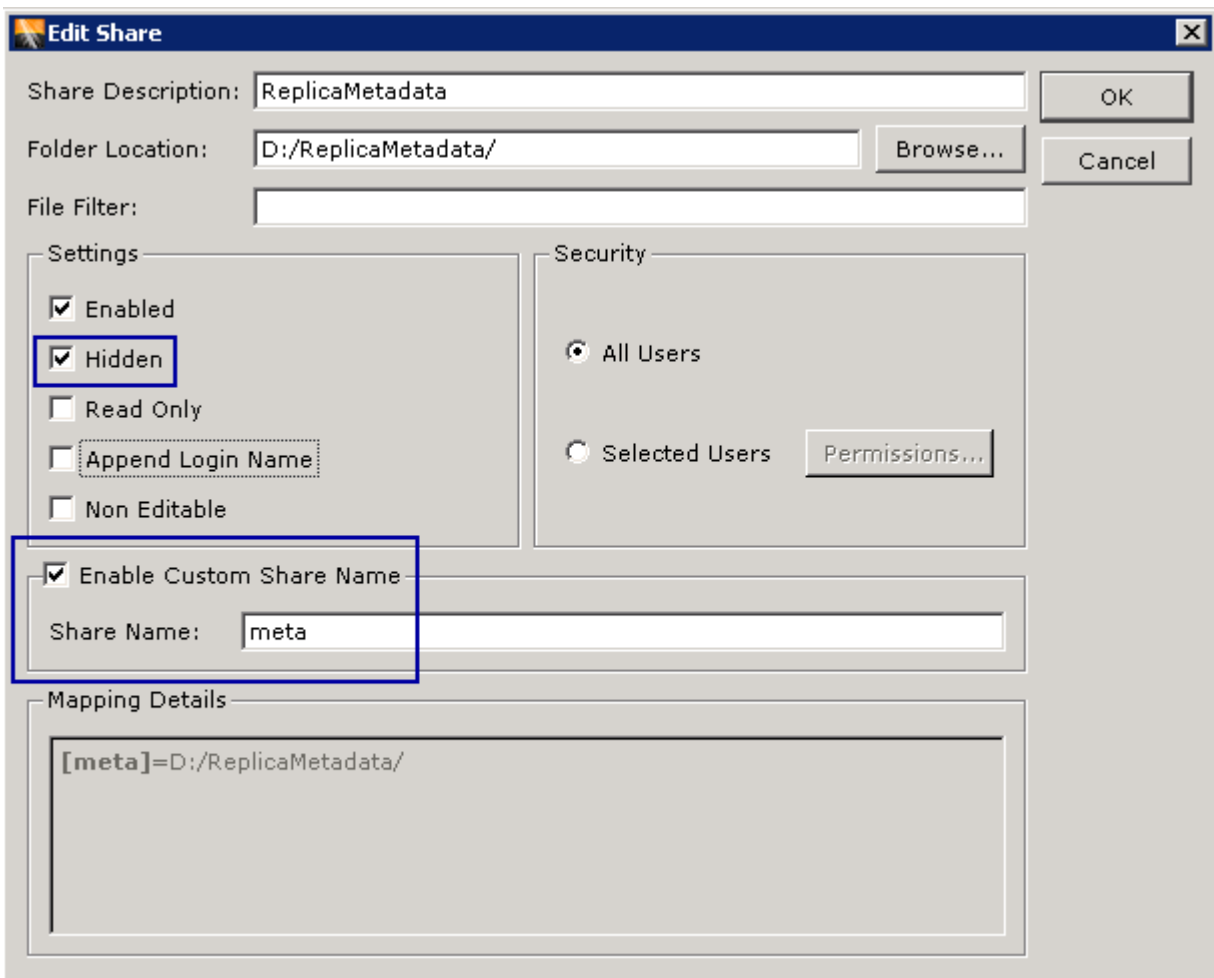 Edit Share
Share Description: ReplicaMetadata
OK
Folder Location: D:/ReplicaMetadata/ Browse...
Cancel
File Filter:
Settings
Security
Enabled
Hidden
All Users
Read Only
Append Login Name
Selected Users Permissions...
Non Editable
Enable Custom Share Name
Share Name: meta
Mapping Details
[meta]=D:/ReplicaMetadata/